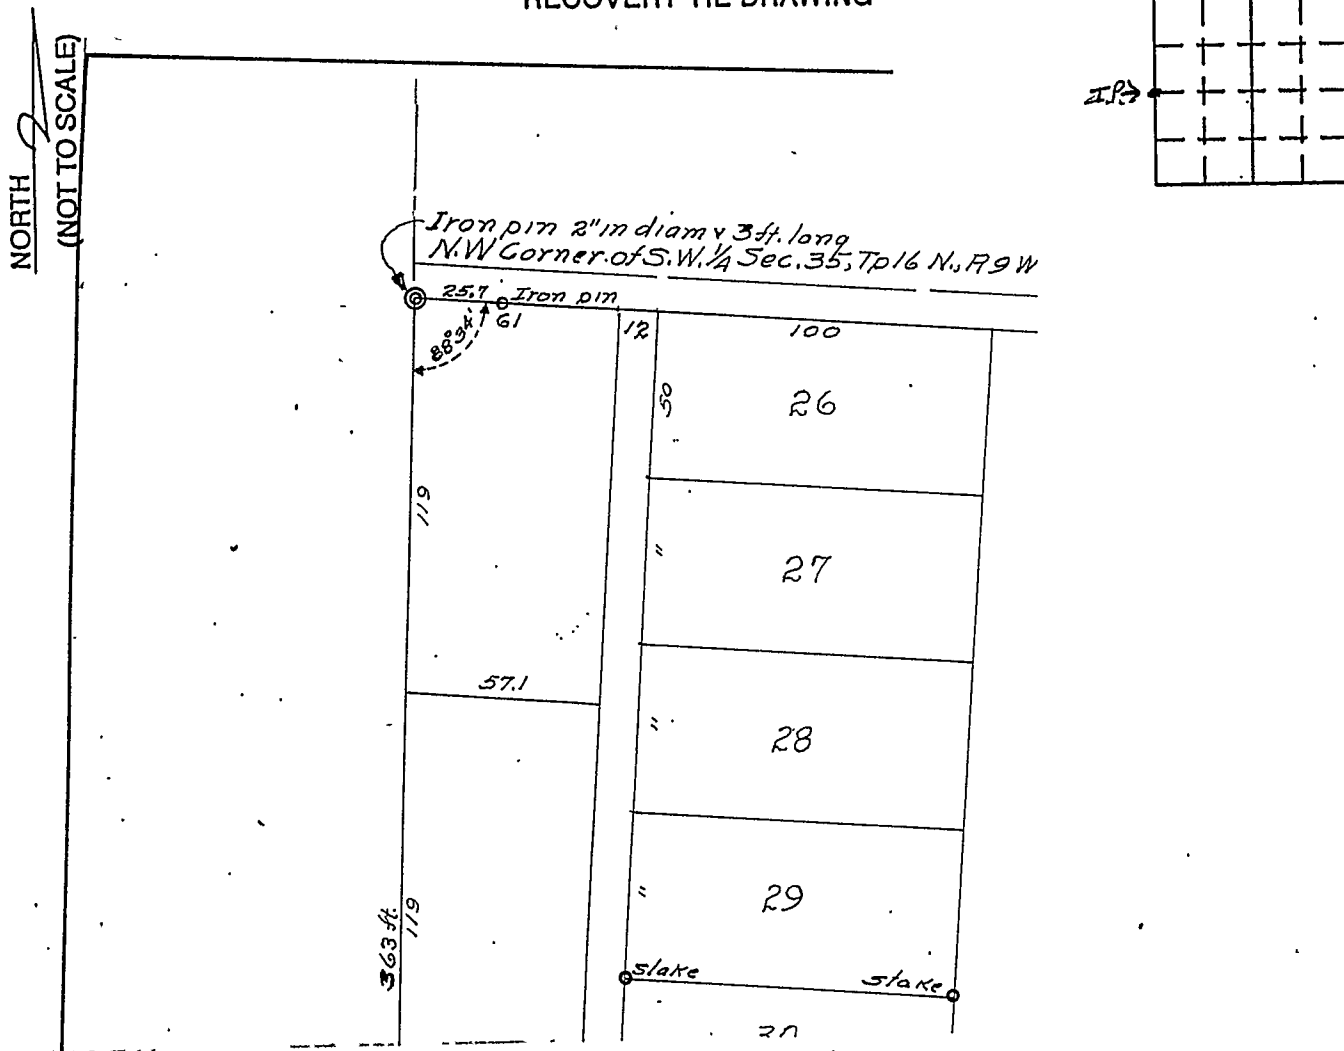 RECOVERY TIE DRAWING
NORTH
(NOT TO SCALE)
I.P.
Iron pin 2" in diam & 3 ft. long
N.W Corner of S.W. 1/4 Sec. 35, Tp 16 N., R 9 W
25.7 Iron pin
61
88°34'
12
100
50
26
119
"
27
57.1
"
28
"
29
363 ft.
119
stake
stake
30